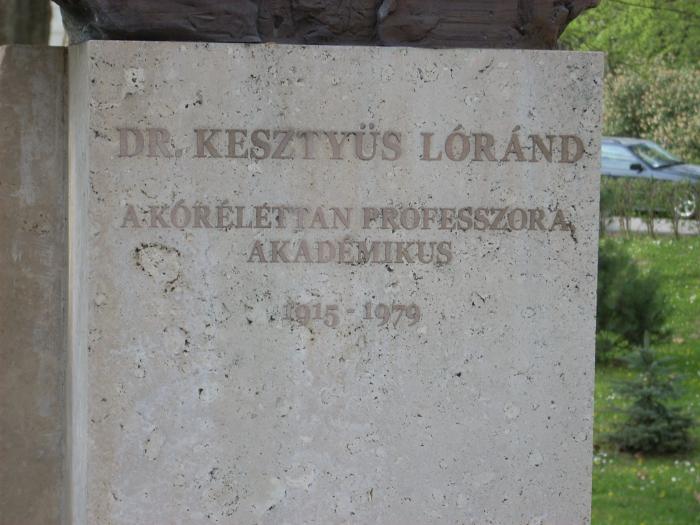 DR. KESZTYÜS LÓRÁND
A KÓRÉLETTAN PROFESSZORA,
AKADÉMIKUS
1915 - 1979